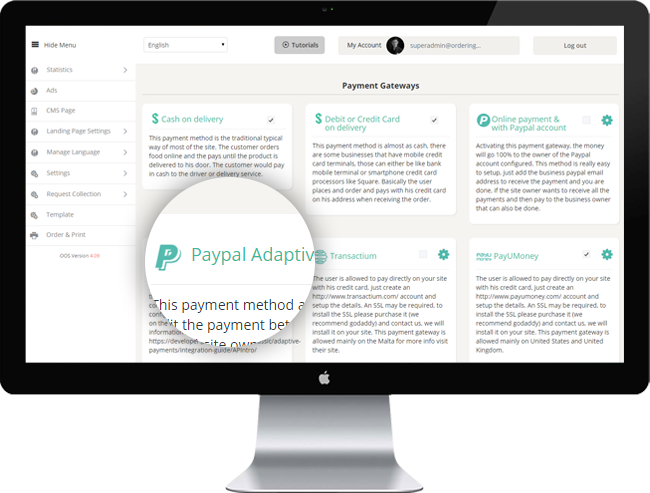 Hide Menu
English
Tutorials
My Account
superadmin@ordering...
Log out
Statistics
Ads
CMS Page
Landing Page Settings
Manage Language
Settings
Request Collection
Template
Order & Print
OOS Version 4.09
Payment Gateways
$ Cash on delivery
This payment method is the traditional typical
way of most of the site. The customer orders
food online and the pays until the product is
delivered to his door. The customer would pay
in cash to the driver or delivery service.
$ Debit or Credit Card
on delivery
This payment method is almost as cash, there
are some businesses that have mobile credit
card terminals, those can either be like bank
mobile terminal or smartphone credit card
processors like Square. Basically the user
places and order and pays with his credit card
on his address when receiving the order.
Online payment &
with Paypal account
Activating this payment gateway, the money
will go 100% to the owner of the Paypal
account configured. This method is really easy
to setup. Just add the business paypal email
address to receive the payment and you are
done, if the site owner wants to receive all the
payments and then pay to the business owner
that can also be done.
Paypal Adaptiv
This payment method a
it the payment bet
site own
on the
information
https://develope
/adaptive-
payments/integration-guide/APIIntro/
Transactium
The user is allowed to pay directly on your site
with his credit card, just create an
http://www.transactium.com/ account and
setup the details. An SSL may be required, to
install the SSL please purchase it (we
recommend godaddy) and contact us, we will
install it on your site. This payment gateway is
allowed mainly on the Malta for more info visit
their site.
PayU money
PayUMoney
The user is allowed to pay directly on your site
with his credit card, just create an
http://www.payumoney.com/ account and
setup the details. An SSL may be required, to
install the SSL please purchase it (we
recommend godaddy) and contact us, we will
install it on your site. This payment gateway is
allowed mainly on United States and United
Kingdom.